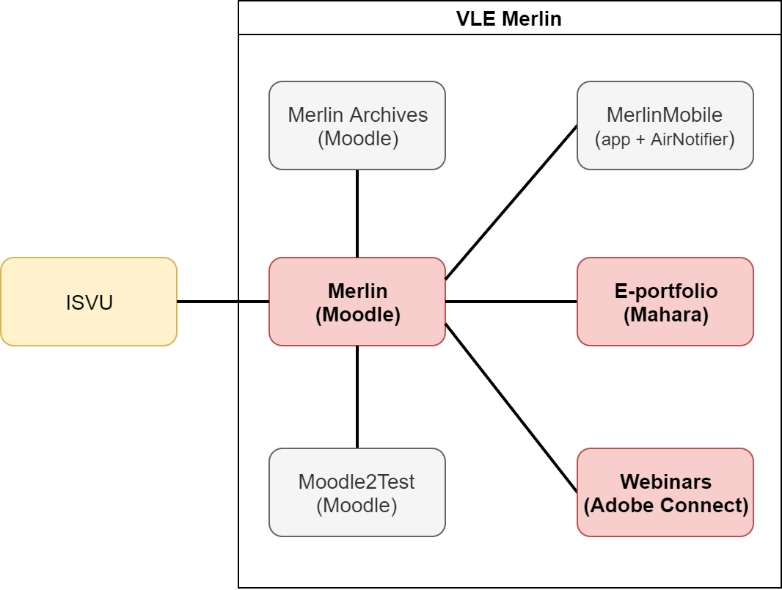 VLE Merlin
Merlin Archives
(Moodle)
MerlinMobile
(app + AirNotifier)
ISVU
Merlin
(Moodle)
E-portfolio
(Mahara)
Moodle2Test
(Moodle)
Webinars
(Adobe Connect)